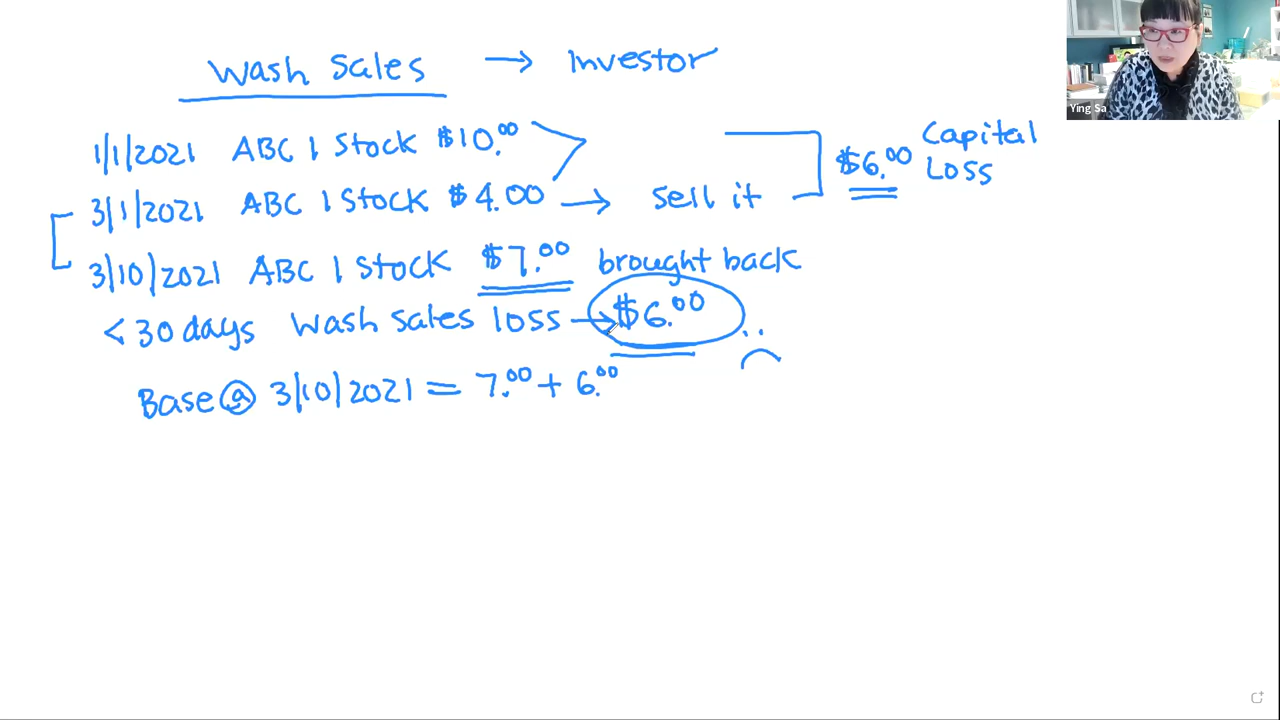 Wash Sales → Investor
1/1/2021 ABC 1 Stock $10.00
$6.00 Capital Loss
3/1/2021 ABC 1 Stock $4.00 → Sell it
3/10/2021 ABC 1 Stock $7.00 brought back
< 30 days Wash sales loss → $6.00
Base @ 3/10/2021 = 7.00 + 6.00
Ying Sa